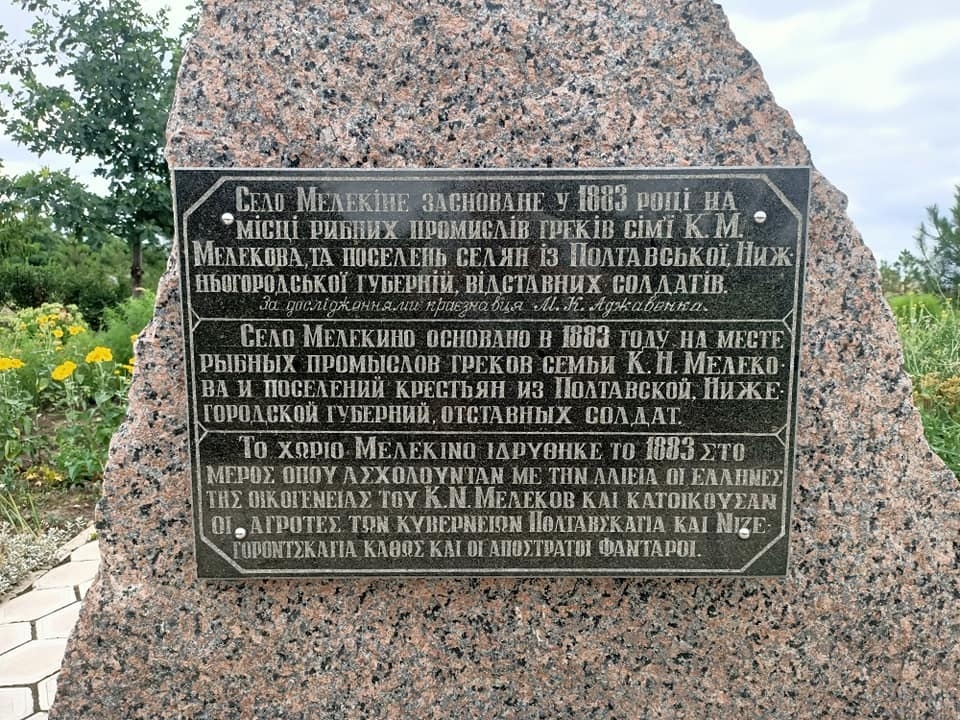 Село Мелекіне засноване у 1883 році на
місці рибних промислів греків сімї К. М.
Мелекова, та поселень селян із Полтавської, Ниж-
ньогородської губерній, відставних солдатів.
За дослідженнями краєзнавця М. К. Аджавенка.
Село Мелекино основано в 1883 году на месте
рыбных промыслов греков семьи К. Н. Мелеко-
ва и поселений крестьян из Полтавской, Ниже-
городской губерний, отставных солдат.
Το χωριο Μελεκινο ιδρυθηκε το 1883 στο
μερος οπου ασχολουνταν με την αλιεια οι ελληνες
της οικογενειας του Κ.Ν. Μελεκοβ και κατοικουσαν
οι αγροτες των κυβερνειων Πολταβσκαγια και Νιζε-
γοροντσκαγια καθως και οι αποστρατοι φανταροι.